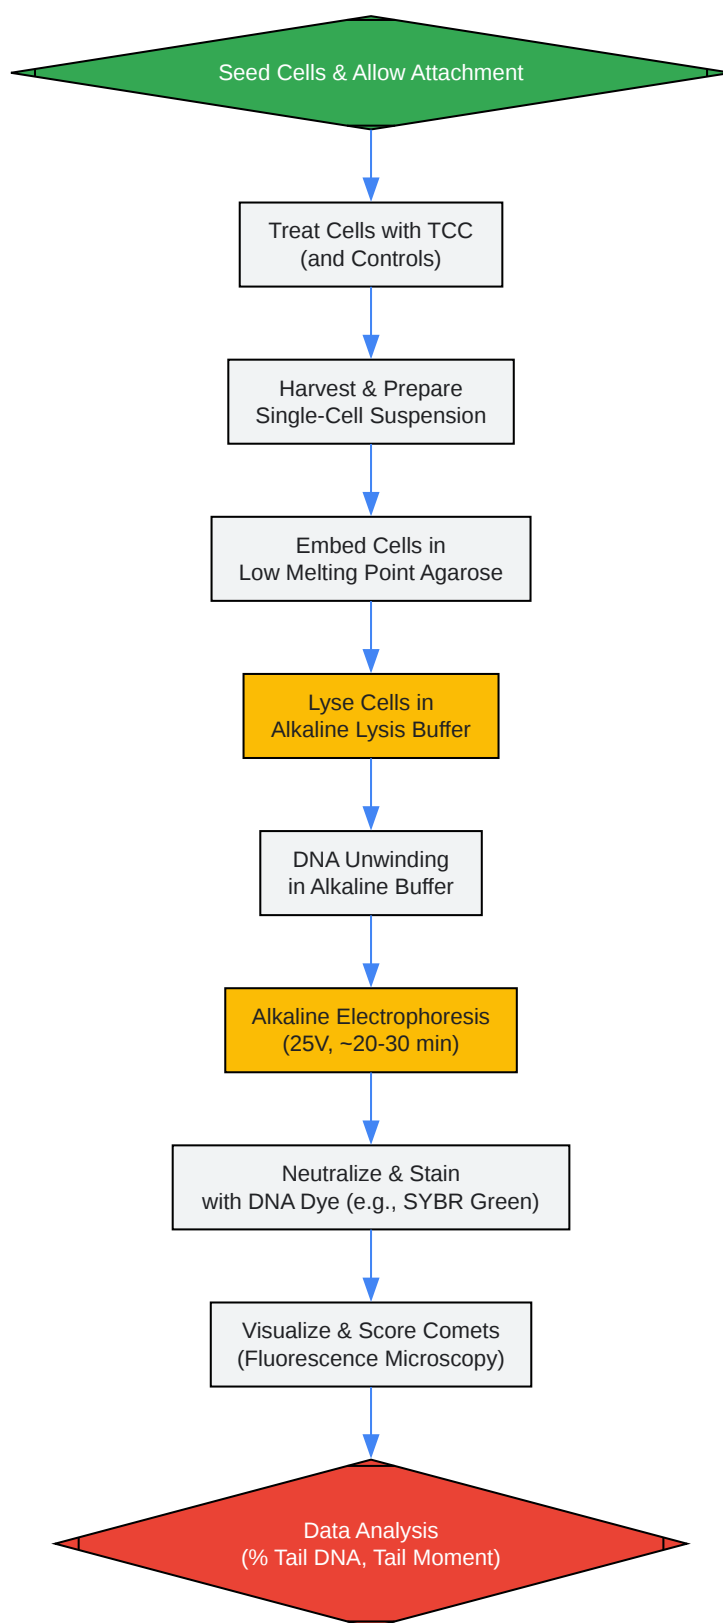 Seed Cells & Allow Attachment
Treat Cells with TCC
(and Controls)
Harvest & Prepare
Single-Cell Suspension
Embed Cells in
Low Melting Point Agarose
Lyse Cells in
Alkaline Lysis Buffer
DNA Unwinding
in Alkaline Buffer
Alkaline Electrophoresis
(25V, ~20-30 min)
Neutralize & Stain
with DNA Dye (e.g., SYBR Green)
Visualize & Score Comets
(Fluorescence Microscopy)
Data Analysis
(% Tail DNA, Tail Moment)